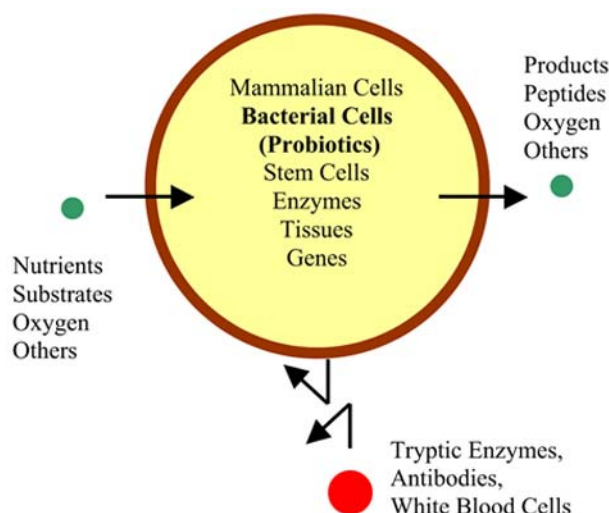 Mammalian Cells
Bacterial Cells
(Probiotics)
Stem Cells
Enzymes
Tissues
Genes
Products
Peptides
Oxygen
Others
Nutrients
Substrates
Oxygen
Others
Tryptic Enzymes,
Antibodies,
White Blood Cells